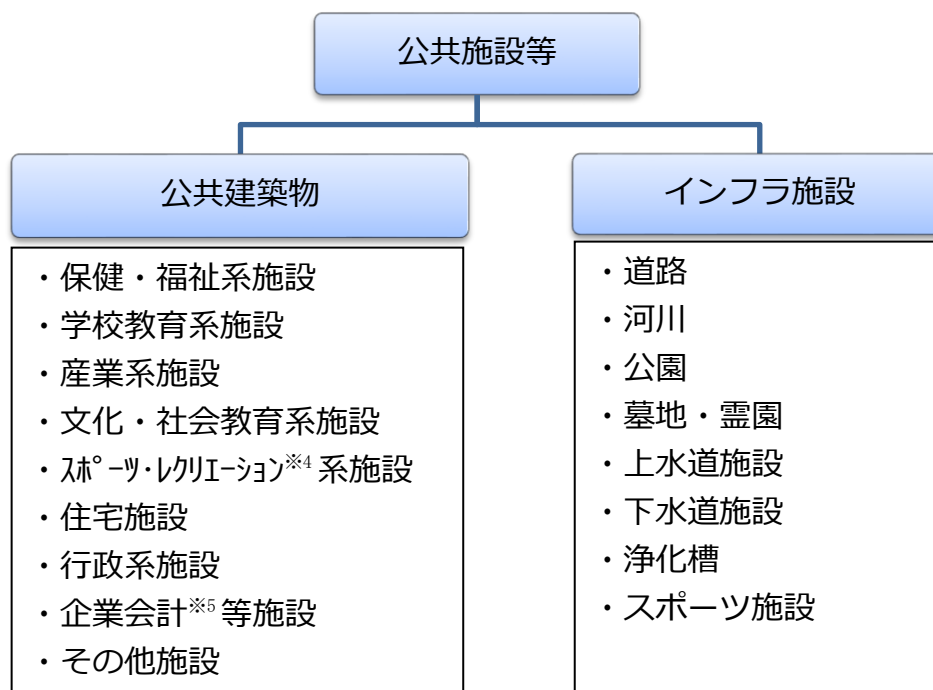 公共施設等
公共建築物
・保健・福祉系施設
・学校教育系施設
・産業系施設
・文化・社会教育系施設
・ｽﾎﾟｰﾂ･ﾚｸﾘｴｰｼｮﾝ※4系施設
・住宅施設
・行政系施設
・企業会計※5等施設
・その他施設
インフラ施設
・道路
・河川
・公園
・墓地・霊園
・上水道施設
・下水道施設
・浄化槽
・スポーツ施設